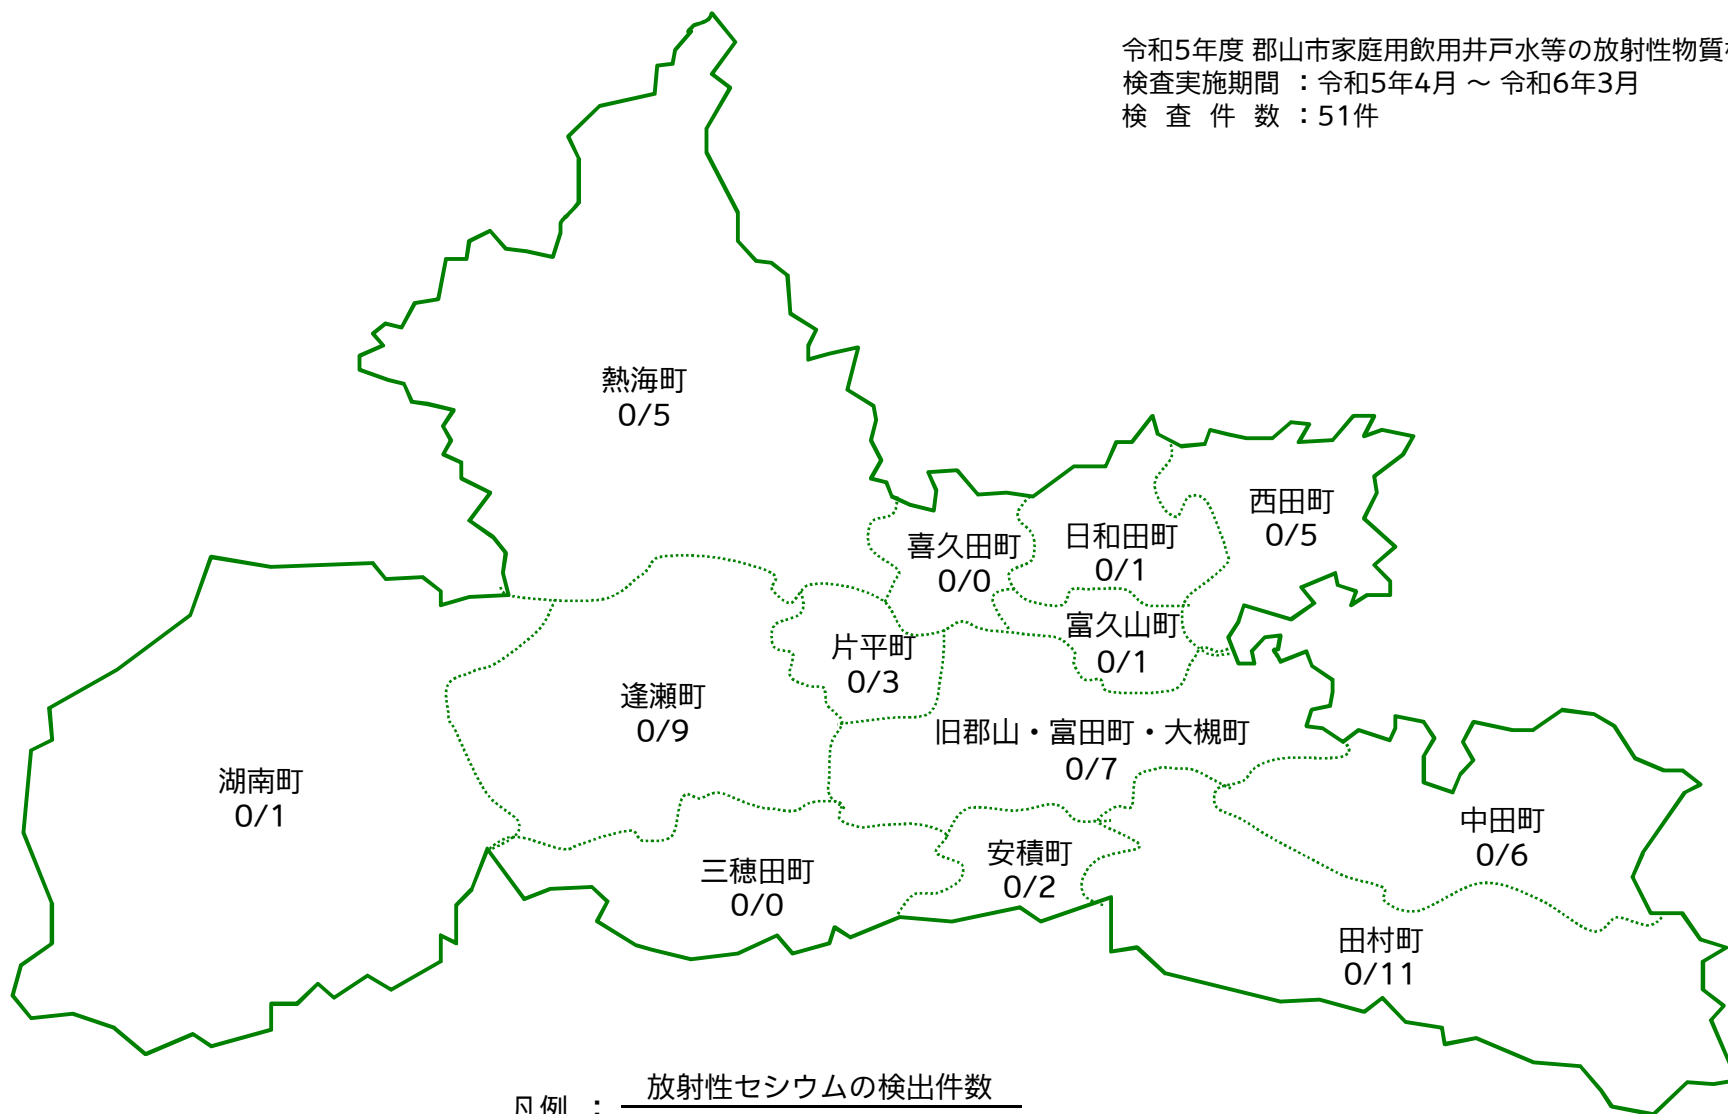 令和5年度 郡山市家庭用飲用井戸水等の放射性物質
検査実施期間 ：令和5年4月 ～ 令和6年3月
検 査 件 数 ：51件
熱海町
0/5
西田町
0/5
日和田町
0/1
喜久田町
0/0
富久山町
0/1
片平町
0/3
逢瀬町
0/9
旧郡山・富田町・大槻町
0/7
湖南町
0/1
中田町
0/6
安積町
0/2
三穂田町
0/0
田村町
0/11
放射性セシウムの検出件数
凡例 ：